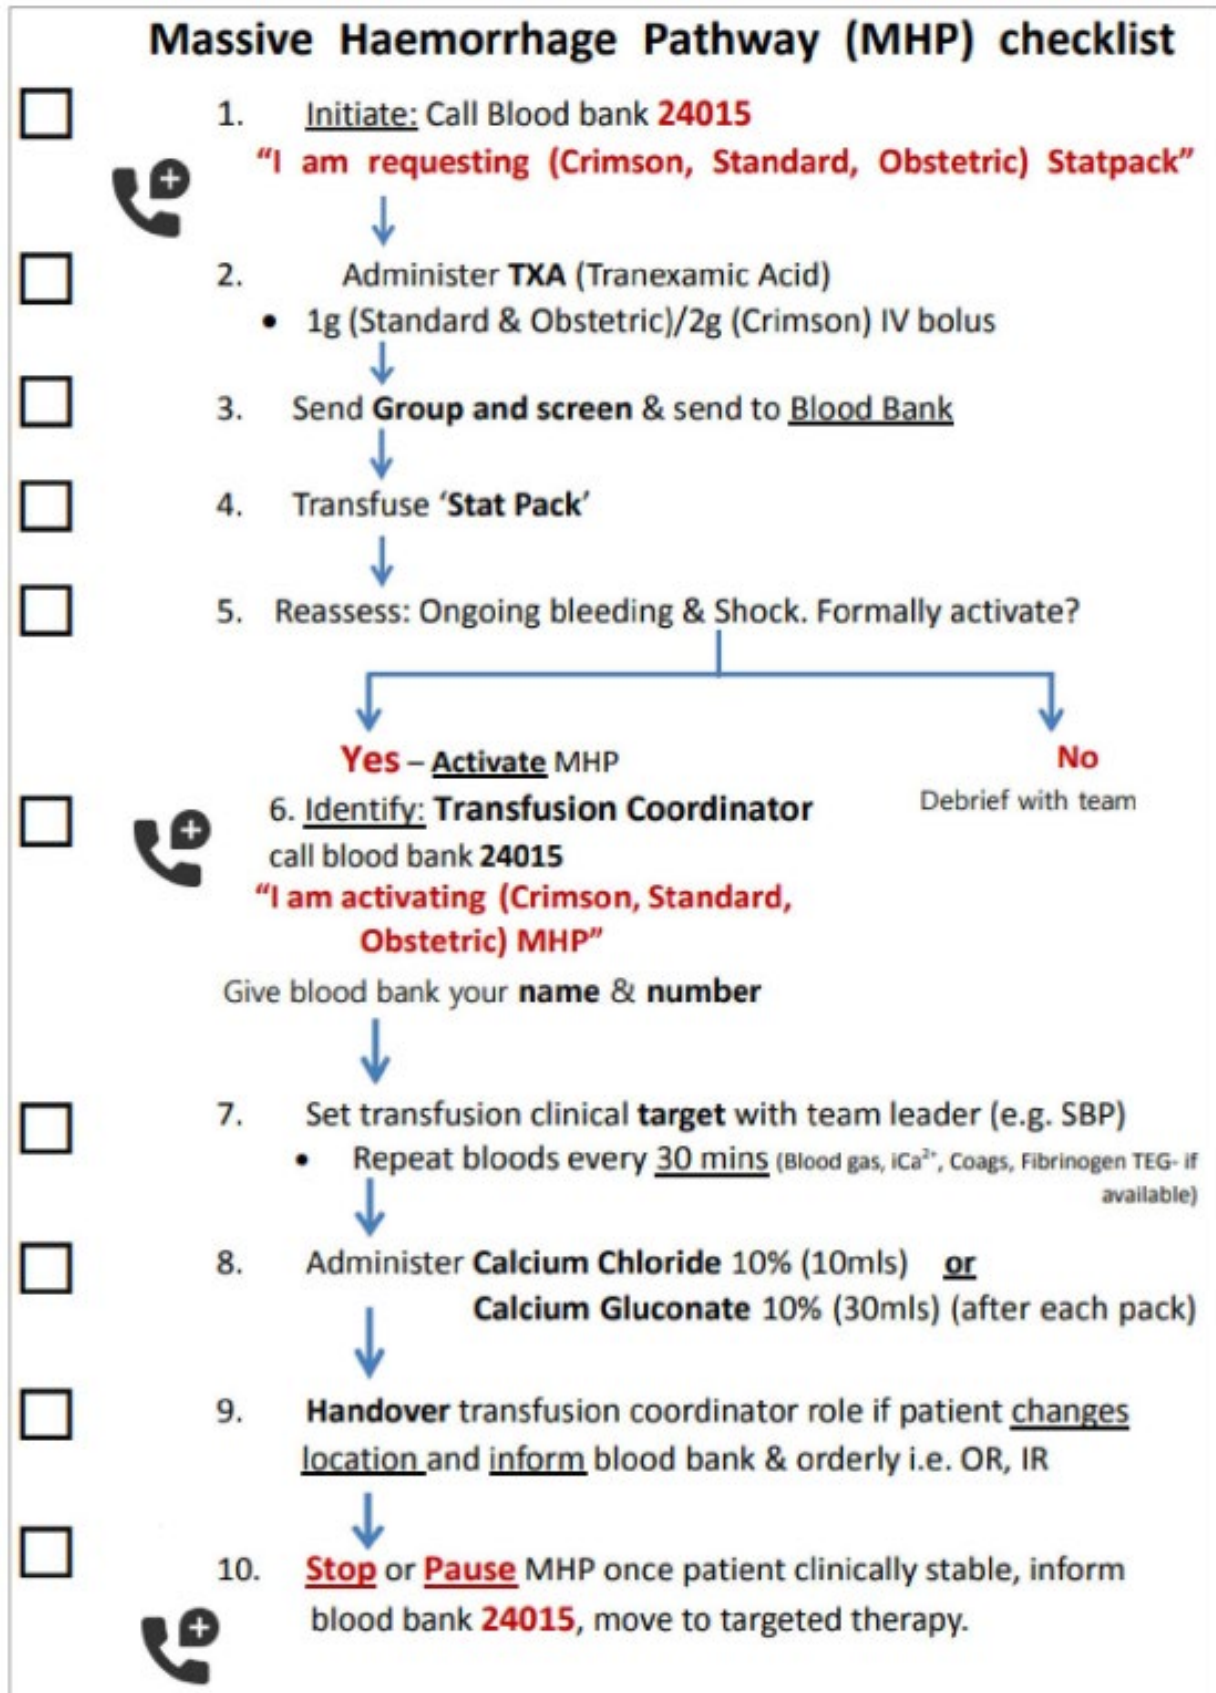 Massive Haemorrhage Pathway (MHP) checklist
1. Initiate: Call Blood bank 24015
“I am requesting (Crimson, Standard, Obstetric) Statpack”
2. Administer TXA (Tranexamic Acid)
• 1g (Standard & Obstetric)/2g (Crimson) IV bolus
3. Send Group and screen & send to Blood Bank
4. Transfuse ‘Stat Pack’
5. Reassess: Ongoing bleeding & Shock. Formally activate?
Yes – Activate MHP
No
Debrief with team
6. Identify: Transfusion Coordinator
call blood bank 24015
“I am activating (Crimson, Standard,
Obstetric) MHP”
Give blood bank your name & number
7. Set transfusion clinical target with team leader (e.g. SBP)
• Repeat bloods every 30 mins (Blood gas, iCa²⁺, Coags, Fibrinogen TEG- if
available)
8. Administer Calcium Chloride 10% (10mls) or
Calcium Gluconate 10% (30mls) (after each pack)
9. Handover transfusion coordinator role if patient changes
location and inform blood bank & orderly i.e. OR, IR
10. Stop or Pause MHP once patient clinically stable, inform
blood bank 24015, move to targeted therapy.